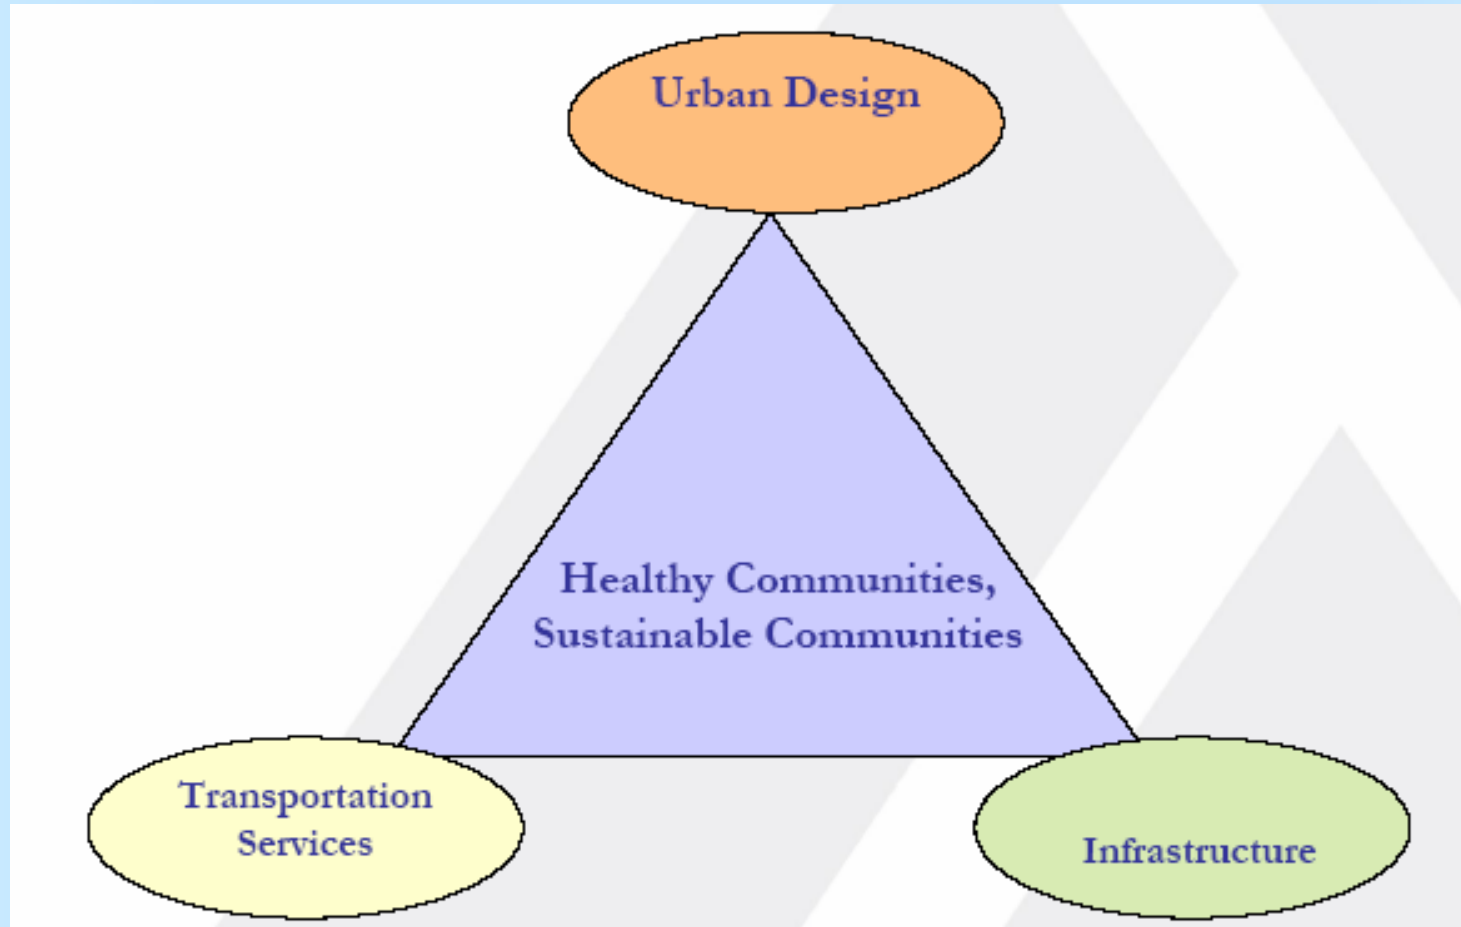 Urban Design
Healthy Communities,
Sustainable Communities
Transportation
Services
Infrastructure